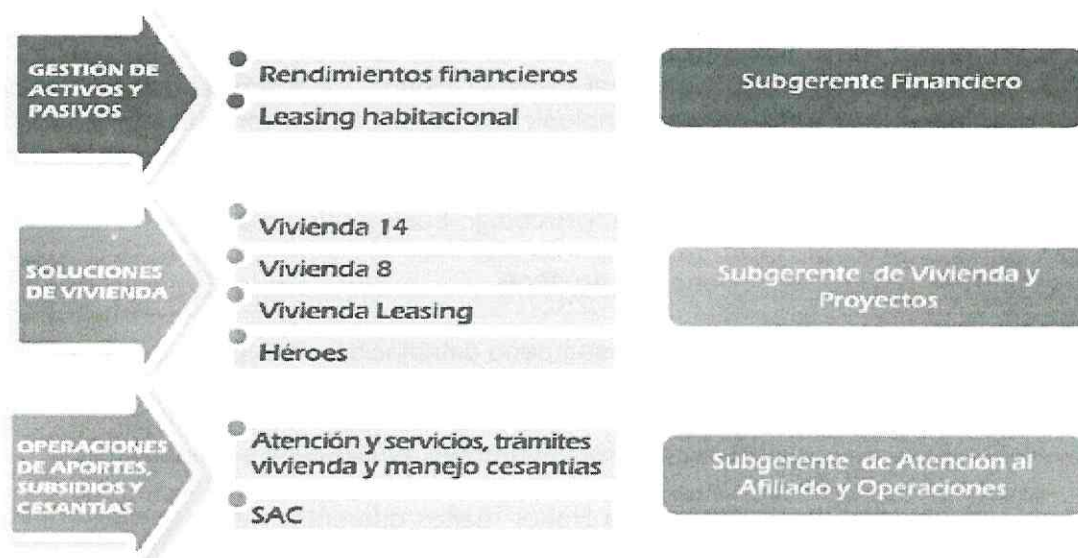 GESTIÓN DE
ACTIVOS Y
PASIVOS
Rendimientos financieros
Leasing habitacional
Subgerente Financiero
SOLUCIONES
DE VIVIENDA
Vivienda 14
Vivienda 8
Vivienda Leasing
Héroes
Subgerente de Vivienda y
Proyectos
OPERACIONES
DE APORTES,
SUBSIDIOS Y
CESANTÍAS
Atención y servicios, trámites
vivienda y manejo cesantías
SAC
Subgerente de Atención al
Afiliado y Operaciones